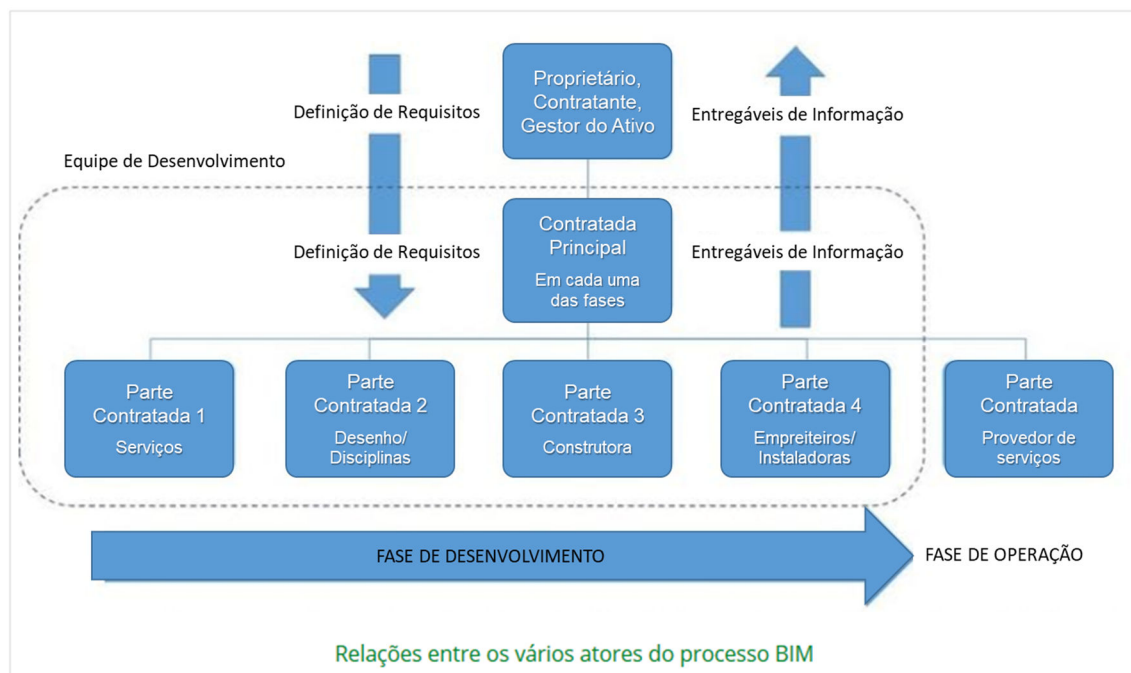 Proprietário,
Contratante,
Gestor do Ativo
Definição de Requisitos
Entregáveis de Informação
Equipe de Desenvolvimento
Contratada
Principal
Em cada uma
das fases
Definição de Requisitos
Entregáveis de Informação
Parte
Contratada 1
Serviços
Parte
Contratada 2
Desenho/
Disciplinas
Parte
Contratada 3
Construtora
Parte
Contratada 4
Empreiteiros/
Instaladoras
Parte
Contratada
Provedor de
serviços
FASE DE DESENVOLVIMENTO
FASE DE OPERAÇÃO
Relações entre os vários atores do processo BIM